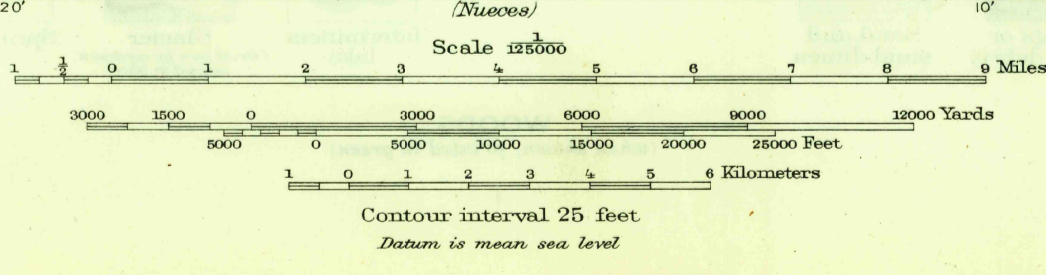 20' (Nueces) 10'
Scale 1/125000
1 ½ 0 1 2 3 4 5 6 7 8 9 Miles
3000 1500 0 3000 6000 9000 12000 Yards
5000 0 5000 10000 15000 20000 25000 Feet
1 0 1 2 3 4 5 6 Kilometers
Contour interval 25 feet
Datum is mean sea level